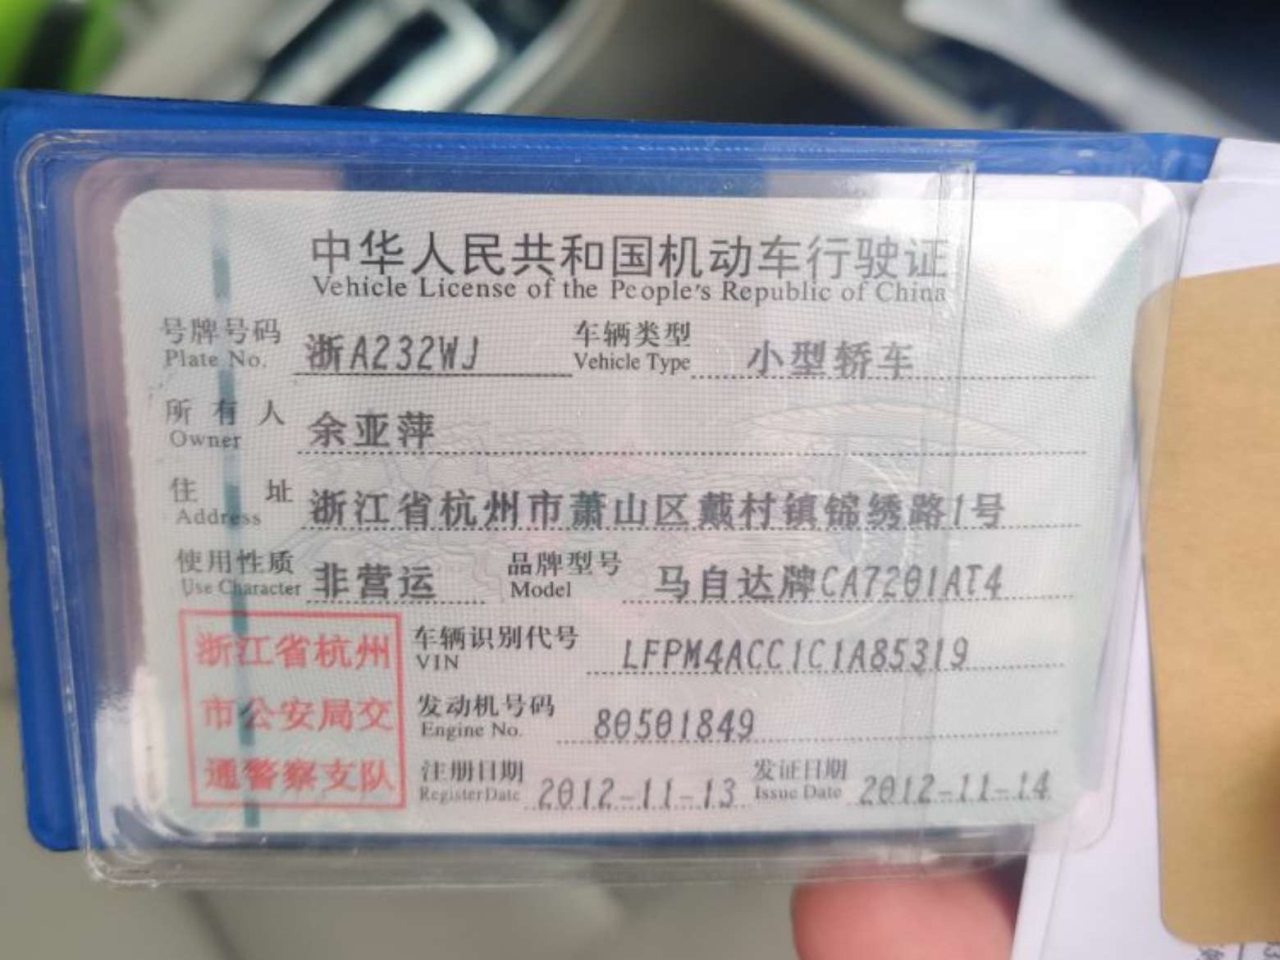 中华人民共和国机动车行驶证
Vehicle License of the People's Republic of China
号牌号码 浙A232WJ 车辆类型 小型轿车
Plate No. Vehicle Type
所有人 余亚萍
Owner
住址 浙江省杭州市萧山区戴村镇锦绣路1号
Address
使用性质 非营运 品牌型号 马自达牌CA7201AT4
Use Character Model
浙江省杭州
市公安局交
通警察支队
车辆识别代号 LFPM4ACC1C1A85319
VIN
发动机号码 80501849
Engine No.
注册日期 2012-11-13 发证日期 2012-11-14
Register Date Issue Date